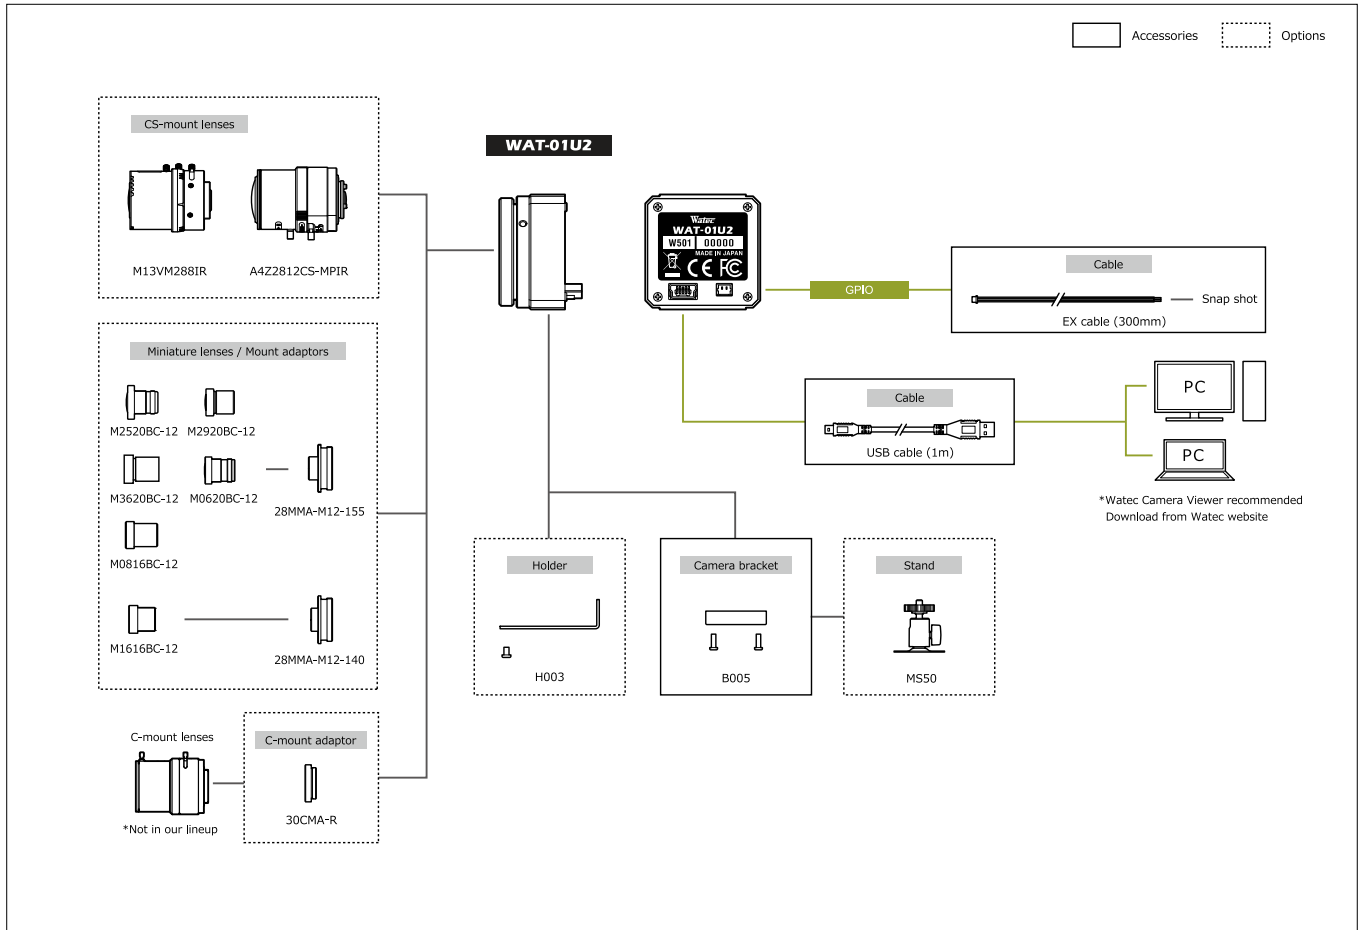 Accessories
Options
CS-mount lenses
M13VM288IR
A4Z2812CS-MPIR
WAT-01U2
Watec
WAT-01U2
W501 00000
MADE IN JAPAN
CE FC
GPIO
Cable
Snap shot
EX cable (300mm)
Miniature lenses / Mount adaptors
M2520BC-12
M2920BC-12
M3620BC-12
M0620BC-12
28MMA-M12-155
M0816BC-12
M1616BC-12
28MMA-M12-140
Cable
USB cable (1m)
PC
PC
*Watec Camera Viewer recommended
Download from Watec website
Holder
H003
Camera bracket
B005
Stand
MS50
C-mount lenses
*Not in our lineup
C-mount adaptor
30CMA-R